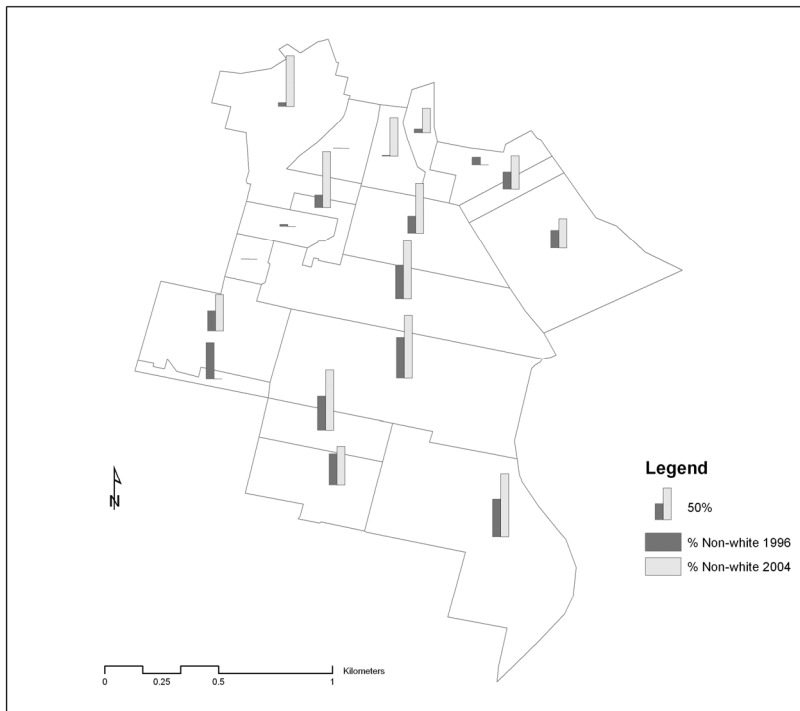 N
Legend
50%
% Non-white 1996
% Non-white 2004
Kilometers
0 0.25 0.5 1